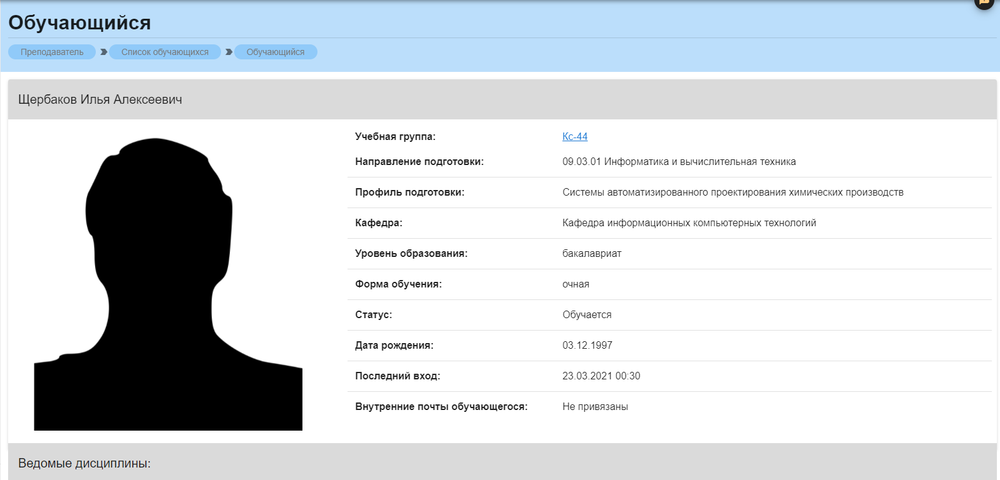 Обучающийся
Преподаватель Список обучающихся Обучающийся
Щербаков Илья Алексеевич
Учебная группа: Кс-44
Направление подготовки: 09.03.01 Информатика и вычислительная техника
Профиль подготовки: Системы автоматизированного проектирования химических производств
Кафедра: Кафедра информационных компьютерных технологий
Уровень образования: бакалавриат
Форма обучения: очная
Статус: Обучается
Дата рождения: 03.12.1997
Последний вход: 23.03.2021 00:30
Внутренние почты обучающегося: Не привязаны
Ведомые дисциплины: